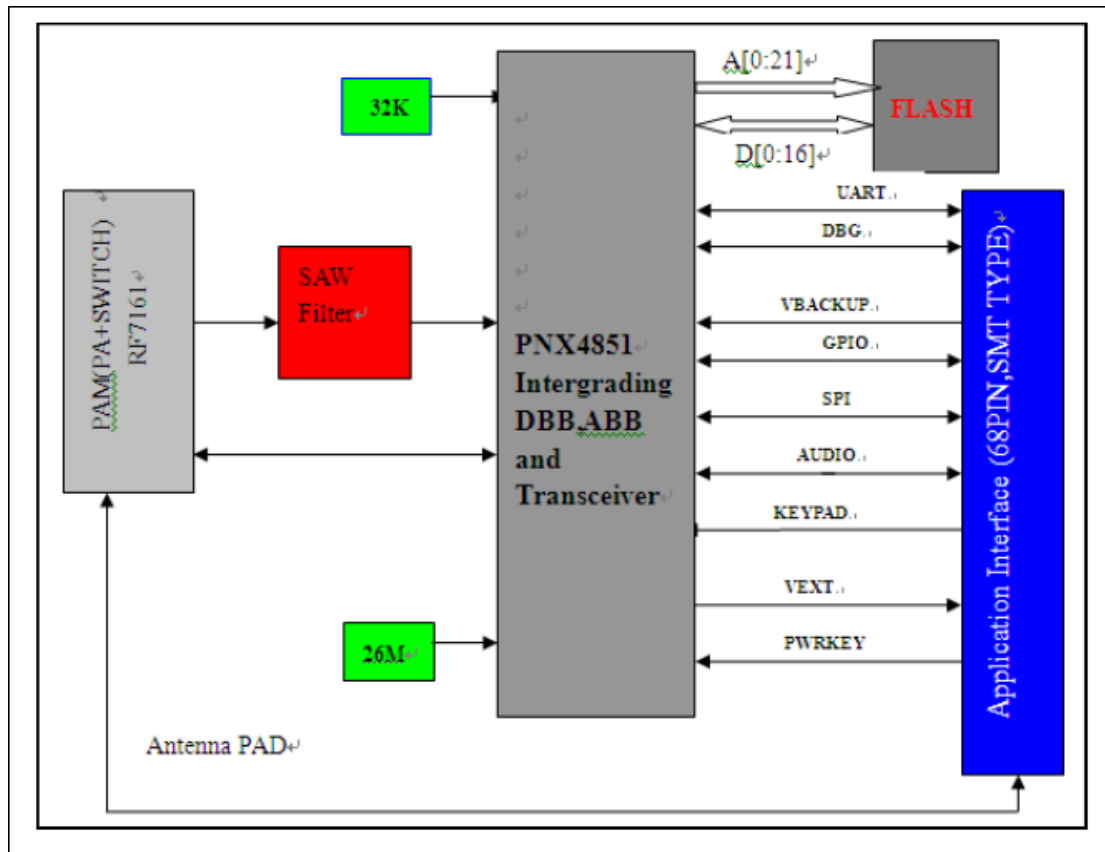 A[0:21]
32K
FLASH
D[0:16]
UART.
DBG.
PAM(PA+SWITCH)
RF7161
SAW
Filter
VBACKUP.
GPIO.
PNX4851
Intergrading
DBB,ABB
and
Transceiver
SPI
AUDIO.
KEYPAD.
VEXT.
PWRKEY
26M
Application Interface (68PIN,SMT TYPE)
Antenna PAD